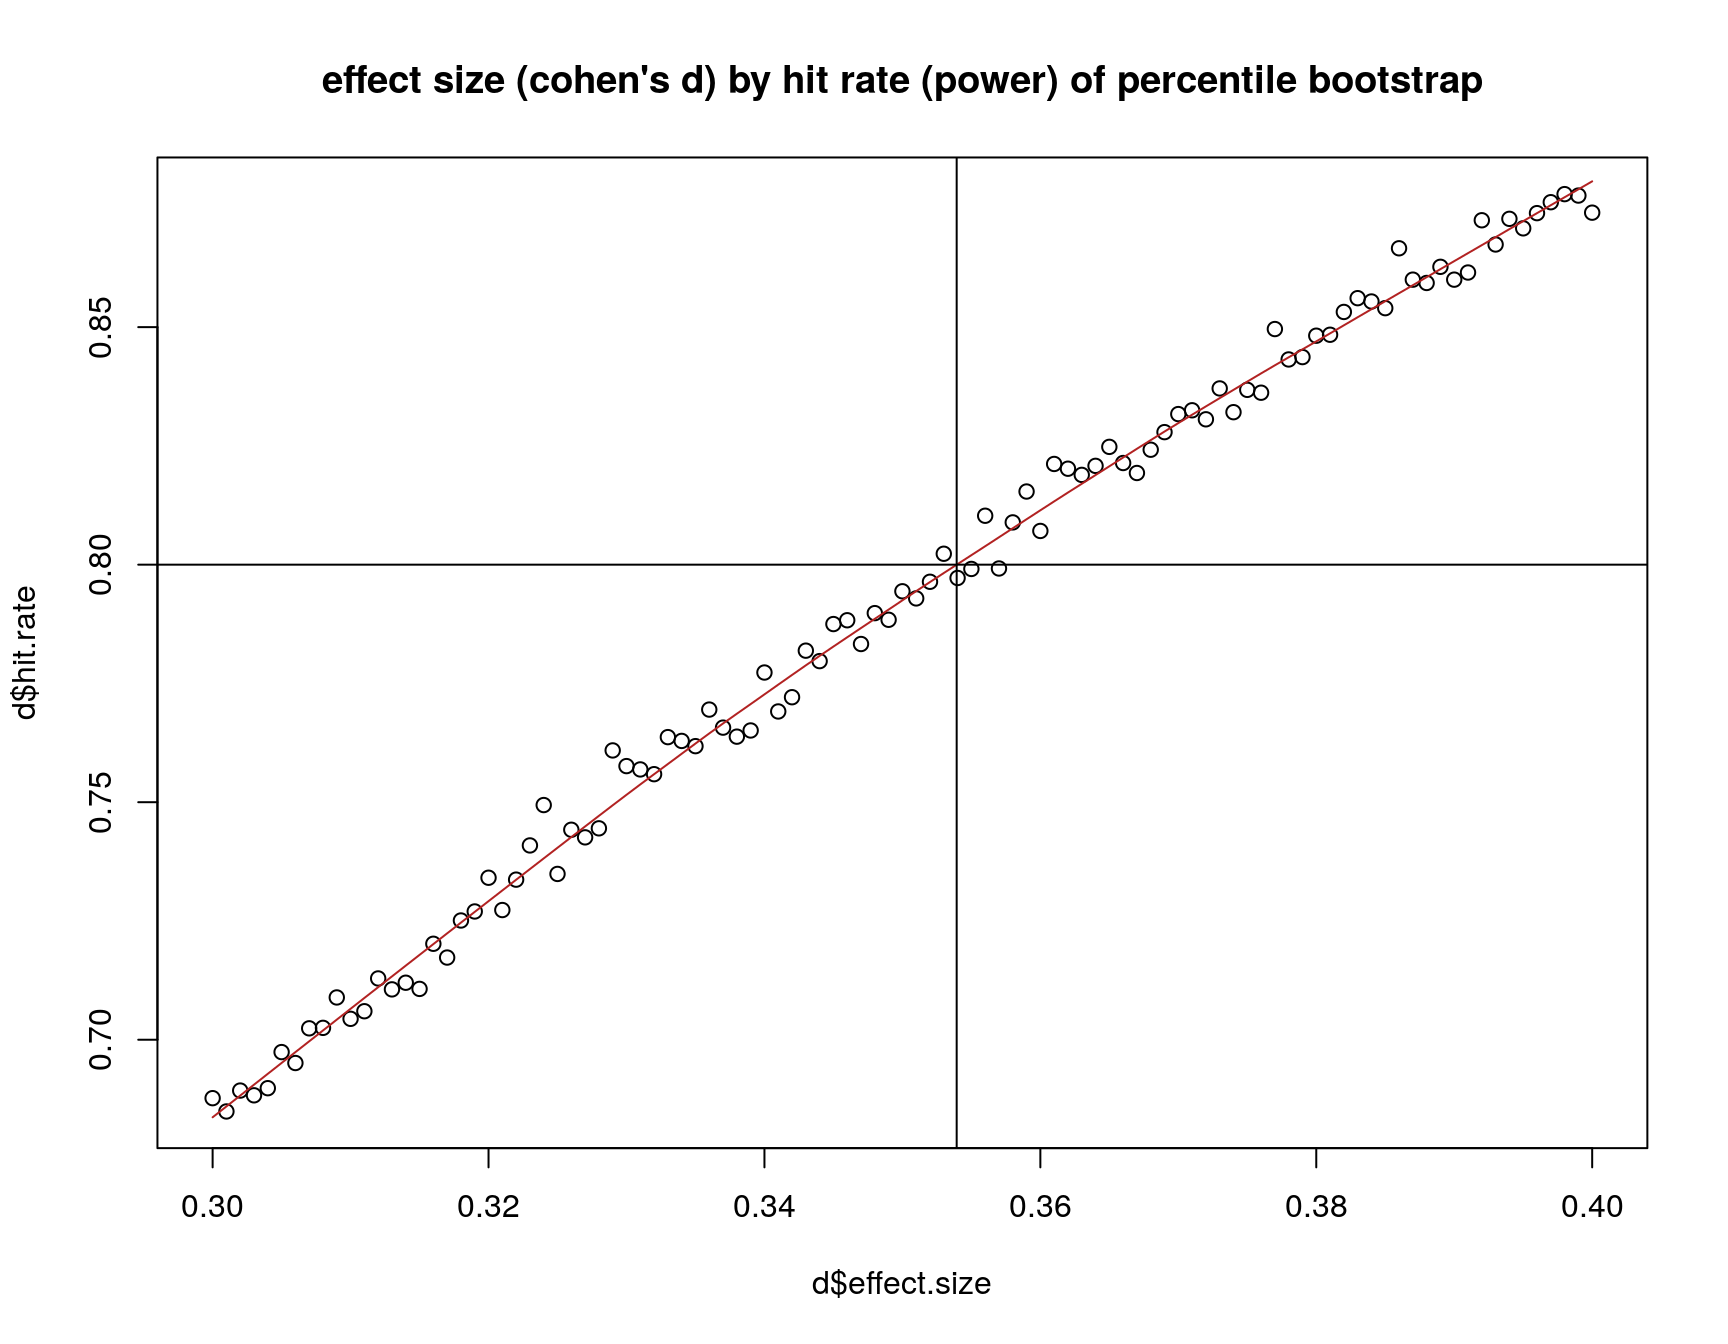 effect size (cohen's d) by hit rate (power) of percentile bootstrap
d$hit.rate
0.85
0.80
0.75
0.70
0.30 0.32 0.34 0.36 0.38 0.40
d$effect.size